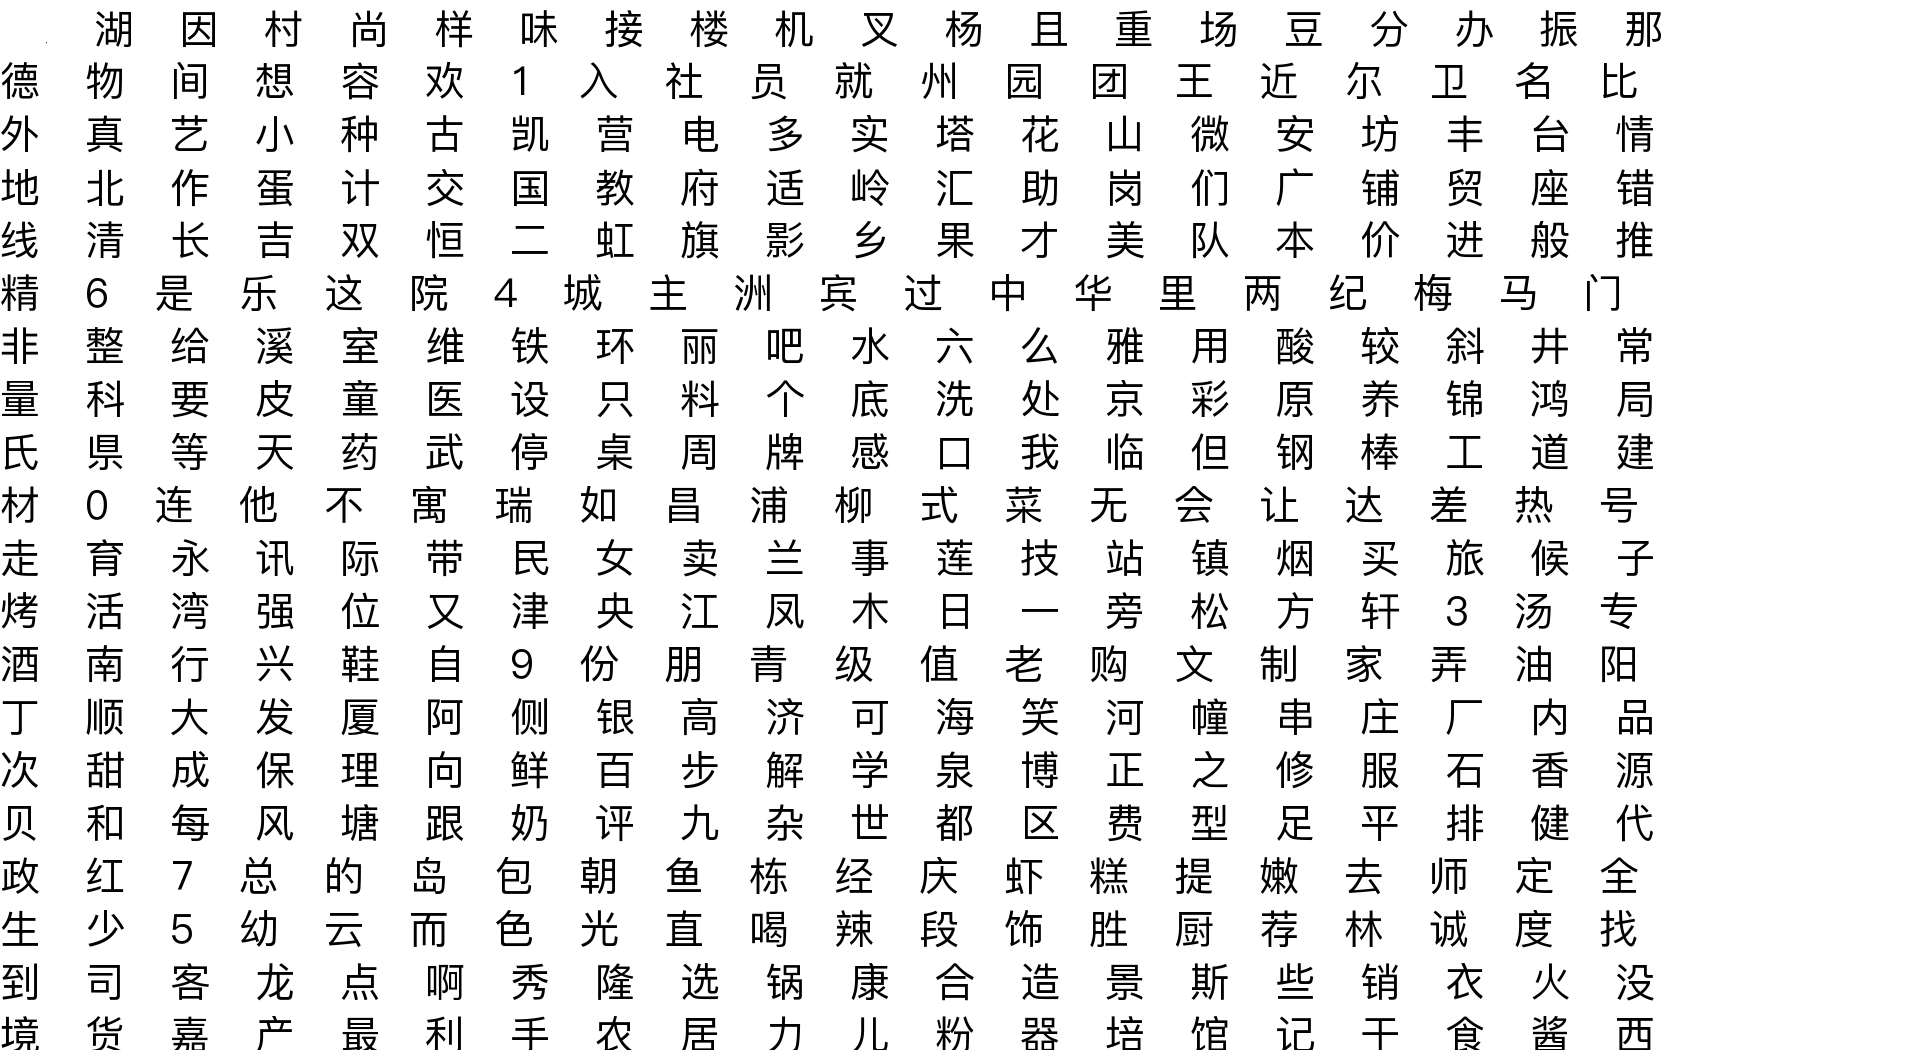 湖 因 村 尚 样 味 接 楼 机 叉 杨 且 重 场 豆 分 办 振 那
德 物 间 想 容 欢 1 入 社 员 就 州 园 团 王 近 尔 卫 名 比
外 真 艺 小 种 古 凯 营 电 多 实 塔 花 山 微 安 坊 丰 台 情
地 北 作 蛋 计 交 国 教 府 适 岭 汇 助 岗 们 广 铺 贸 座 错
线 清 长 吉 双 恒 二 虹 旗 影 乡 果 才 美 队 本 价 进 般 推
精 6 是 乐 这 院 4 城 主 洲 宾 过 中 华 里 两 纪 梅 马 门
非 整 给 溪 室 维 铁 环 丽 吧 水 六 么 雅 用 酸 较 斜 井 常
量 科 要 皮 童 医 设 只 料 个 底 洗 处 京 彩 原 养 锦 鸿 局
氏 県 等 天 药 武 停 桌 周 牌 感 口 我 临 但 钢 棒 工 道 建
材 0 连 他 不 寓 瑞 如 昌 浦 柳 式 菜 无 会 让 达 差 热 号
走 育 永 讯 际 带 民 女 卖 兰 事 莲 技 站 镇 烟 买 旅 候 子
烤 活 湾 强 位 又 津 央 江 凤 木 日 一 旁 松 方 轩 3 汤 专
酒 南 行 兴 鞋 自 9 份 朋 青 级 值 老 购 文 制 家 弄 油 阳
丁 顺 大 发 厦 阿 侧 银 高 济 可 海 笑 河 幢 串 庄 厂 内 品
次 甜 成 保 理 向 鲜 百 步 解 学 泉 博 正 之 修 服 石 香 源
贝 和 每 风 塘 跟 奶 评 九 杂 世 都 区 费 型 足 平 排 健 代
政 红 7 总 的 岛 包 朝 鱼 栋 经 庆 虾 糕 提 嫩 去 师 定 全
生 少 5 幼 云 而 色 光 直 喝 辣 段 饰 胜 厨 荐 林 诚 度 找
到 司 客 龙 点 啊 秀 隆 选 锅 康 合 造 景 斯 些 销 衣 火 没
境 货 嘉 产 最 利 手 农 居 力 儿 粉 器 培 馆 记 干 食 酱 西